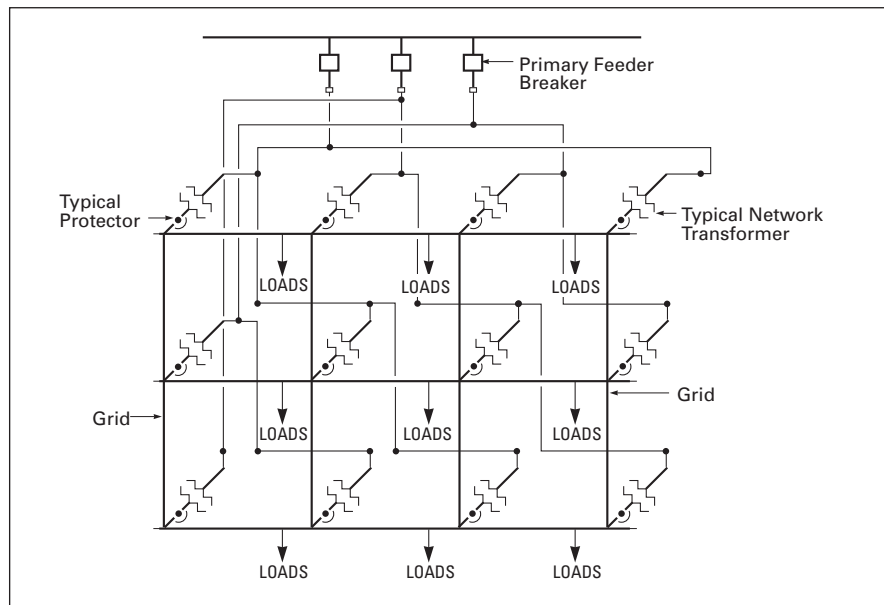 Primary Feeder
Breaker
Typical
Protector
Typical Network
Transformer
LOADS
LOADS
LOADS
Grid
LOADS
LOADS
LOADS
Grid
LOADS
LOADS
LOADS